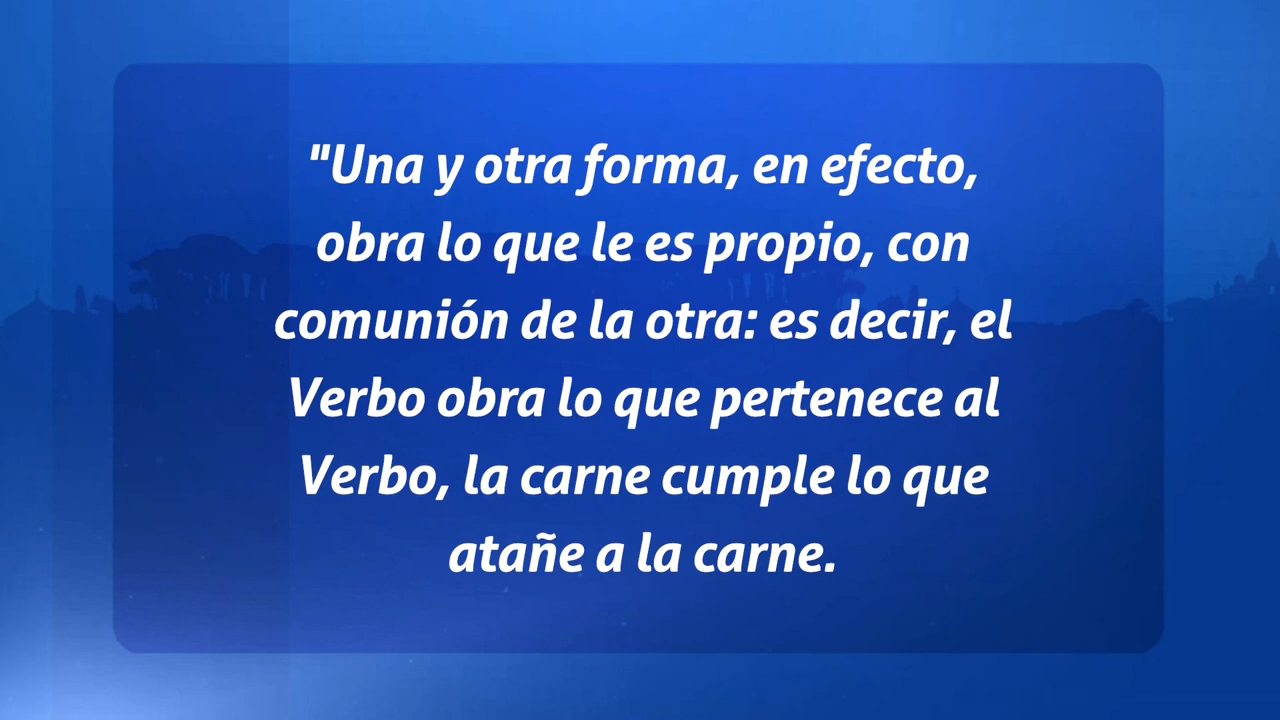 "Una y otra forma, en efecto,
obra lo que le es propio, con
comunión de la otra: es decir, el
Verbo obra lo que pertenece al
Verbo, la carne cumple lo que
atañe a la carne.